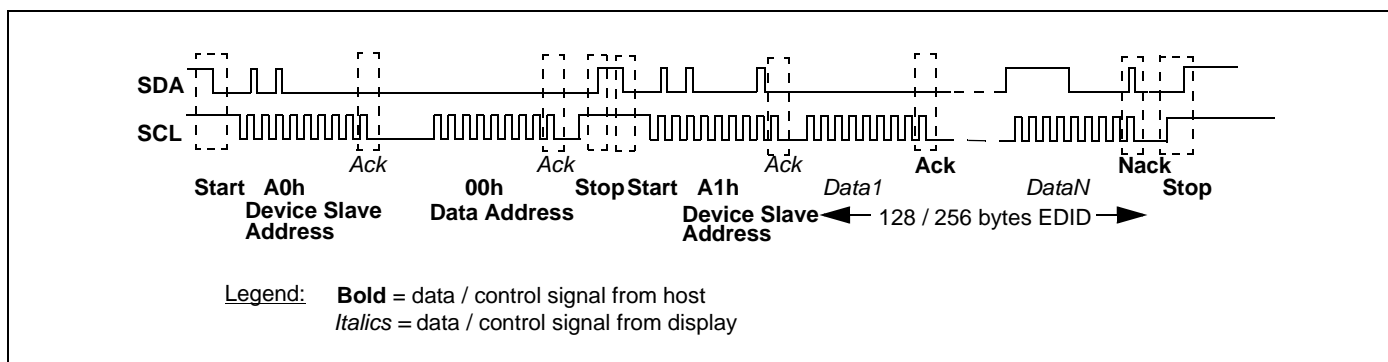 SDA
SCL
Ack Ack Ack Ack Nack
Start A0h 00h Stop Start A1h Data1 DataN Stop
Device Slave Address
Data Address
Device Slave Address
128 / 256 bytes EDID
Legend: Bold = data / control signal from host
Italics = data / control signal from display